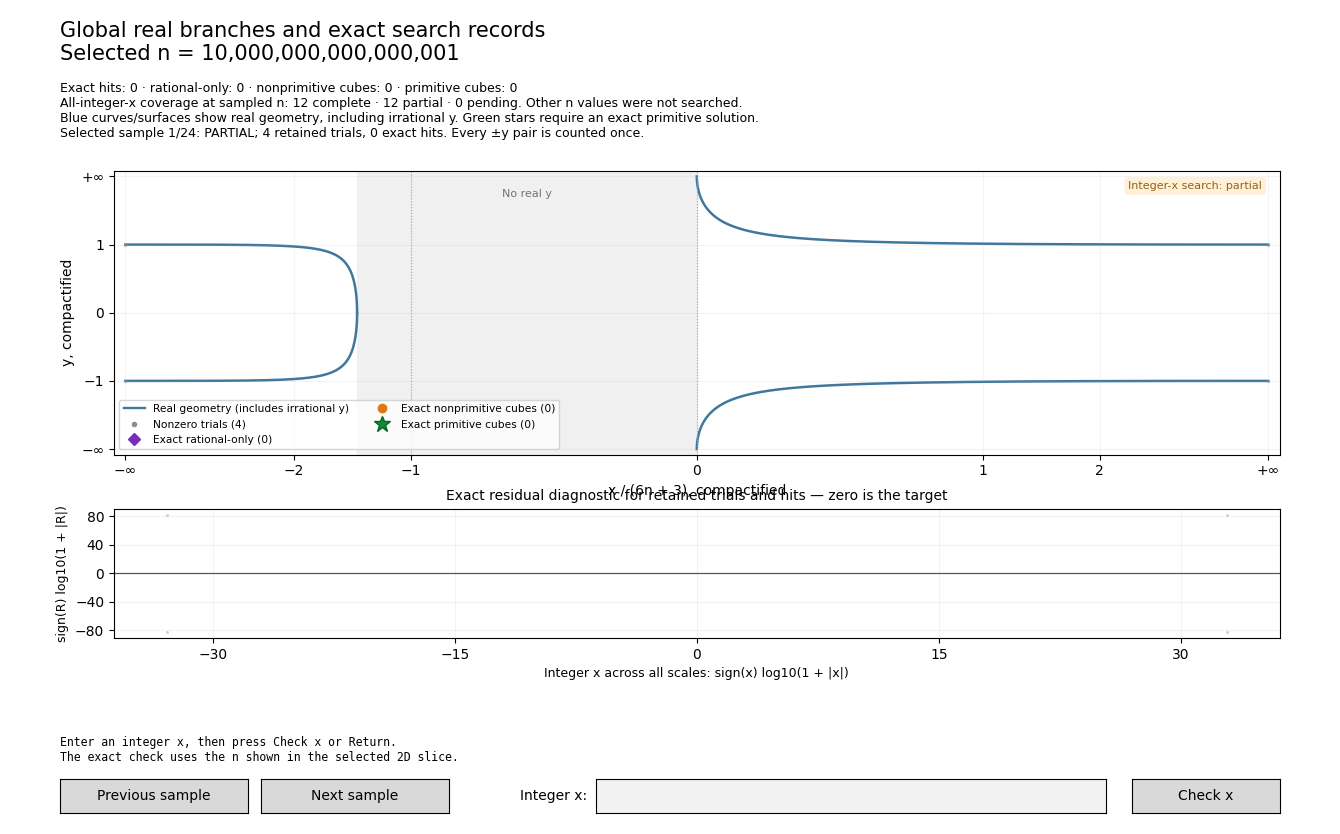 Global real branches and exact search records
Selected n = 10,000,000,000,000,001
Exact hits: 0 · rational-only: 0 · nonprimitive cubes: 0 · primitive cubes: 0
All-integer-x coverage at sampled n: 12 complete · 12 partial · 0 pending. Other n values were not searched.
Blue curves/surfaces show real geometry, including irrational y. Green stars require an exact primitive solution.
Selected sample 1/24: PARTIAL; 4 retained trials, 0 exact hits. Every ±y pair is counted once.
+∞
1
0
−1
−∞
y, compactified
No real y
Integer-x search: partial
Real geometry (includes irrational y)
Nonzero trials (4)
Exact rational-only (0)
Exact nonprimitive cubes (0)
Exact primitive cubes (0)
−∞ −2 −1 0 1 2 +∞
x / (6n + 3), compactified
Exact residual diagnostic for retained trials and hits — zero is the target
80
40
0
−40
−80
sign(R) log10(1 + |R|)
−30 −15 0 15 30
Integer x across all scales: sign(x) log10(1 + |x|)
Enter an integer x, then press Check x or Return.
The exact check uses the n shown in the selected 2D slice.
Previous sample Next sample Integer x: Check x